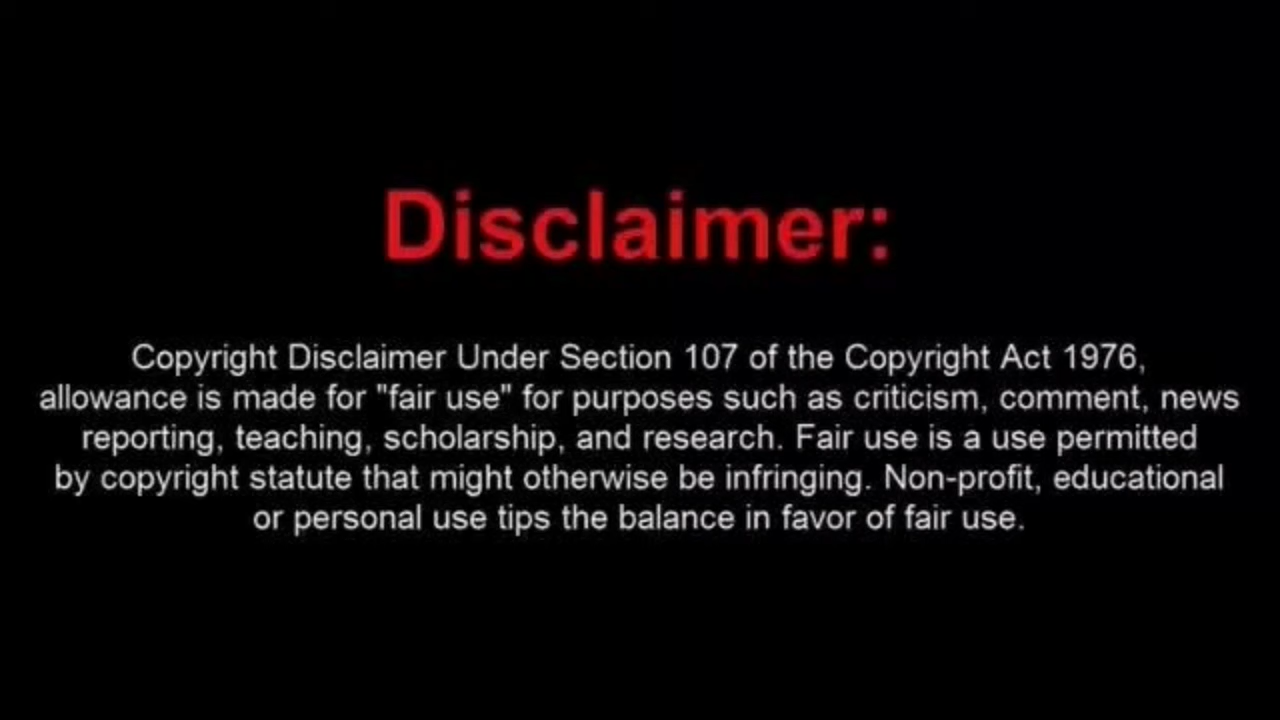 Disclaimer:
Copyright Disclaimer Under Section 107 of the Copyright Act 1976,
allowance is made for "fair use" for purposes such as criticism, comment, news
reporting, teaching, scholarship, and research. Fair use is a use permitted
by copyright statute that might otherwise be infringing. Non-profit, educational
or personal use tips the balance in favor of fair use.